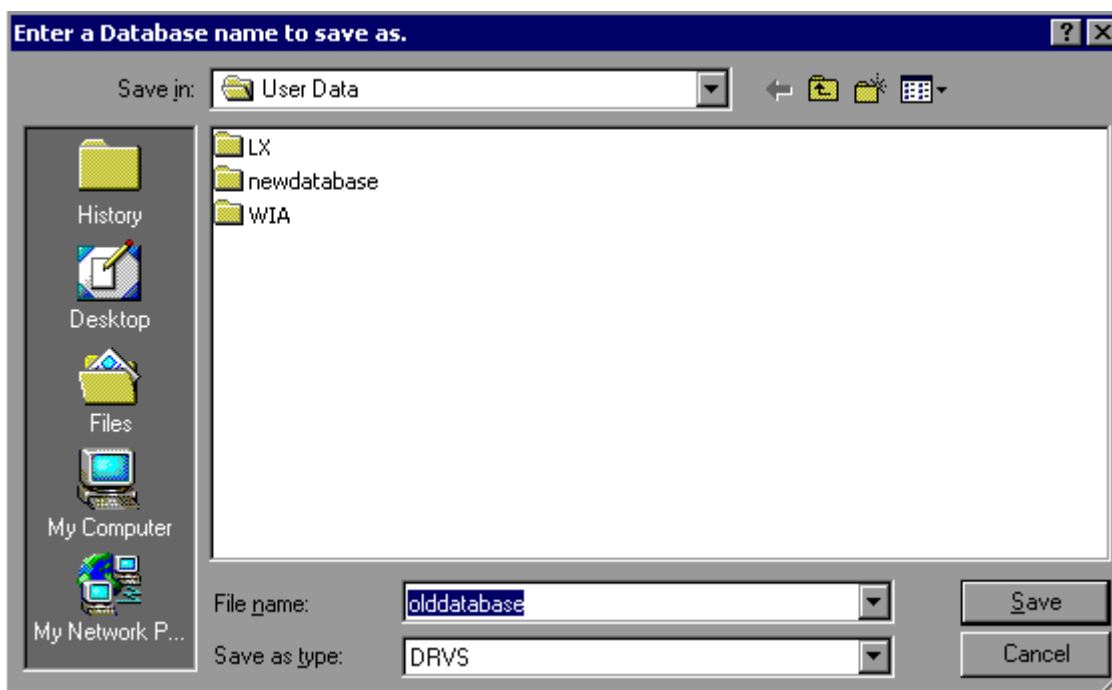 Enter a Database name to save as.
Save in: User Data
LX
newdatabase
WIA
History
Desktop
Files
My Computer
My Network P...
File name: olddatabase Save
Save as type: DRVS Cancel